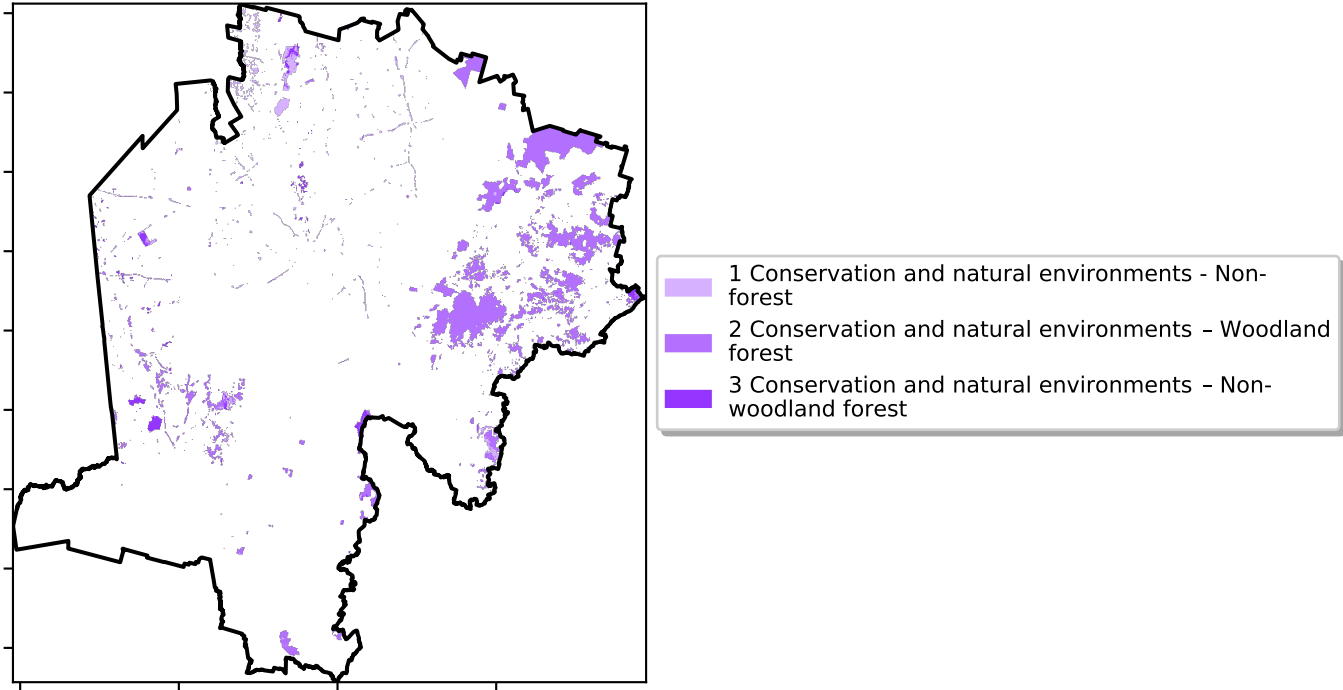 1 Conservation and natural environments - Non-
forest
2 Conservation and natural environments – Woodland
forest
3 Conservation and natural environments – Non-
woodland forest